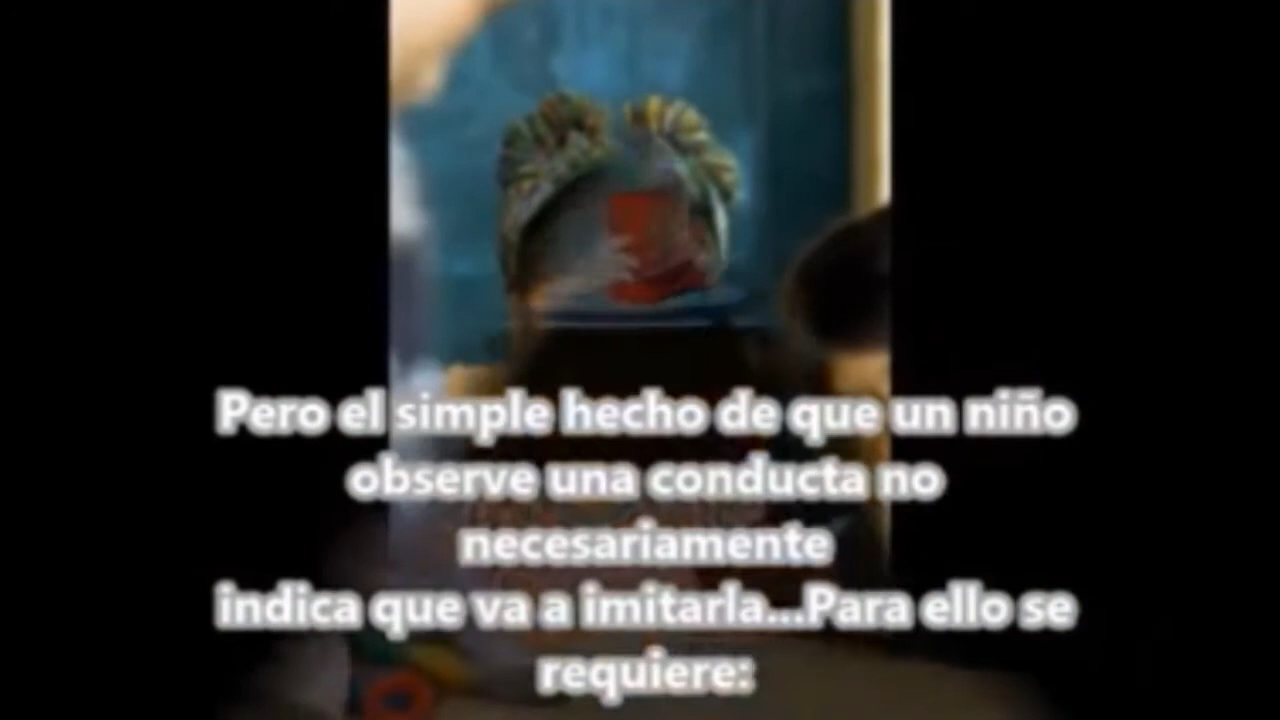 Pero el simple hecho de que un niño
observe una conducta no
necesariamente
indica que va a imitarla...Para ello se
requiere: